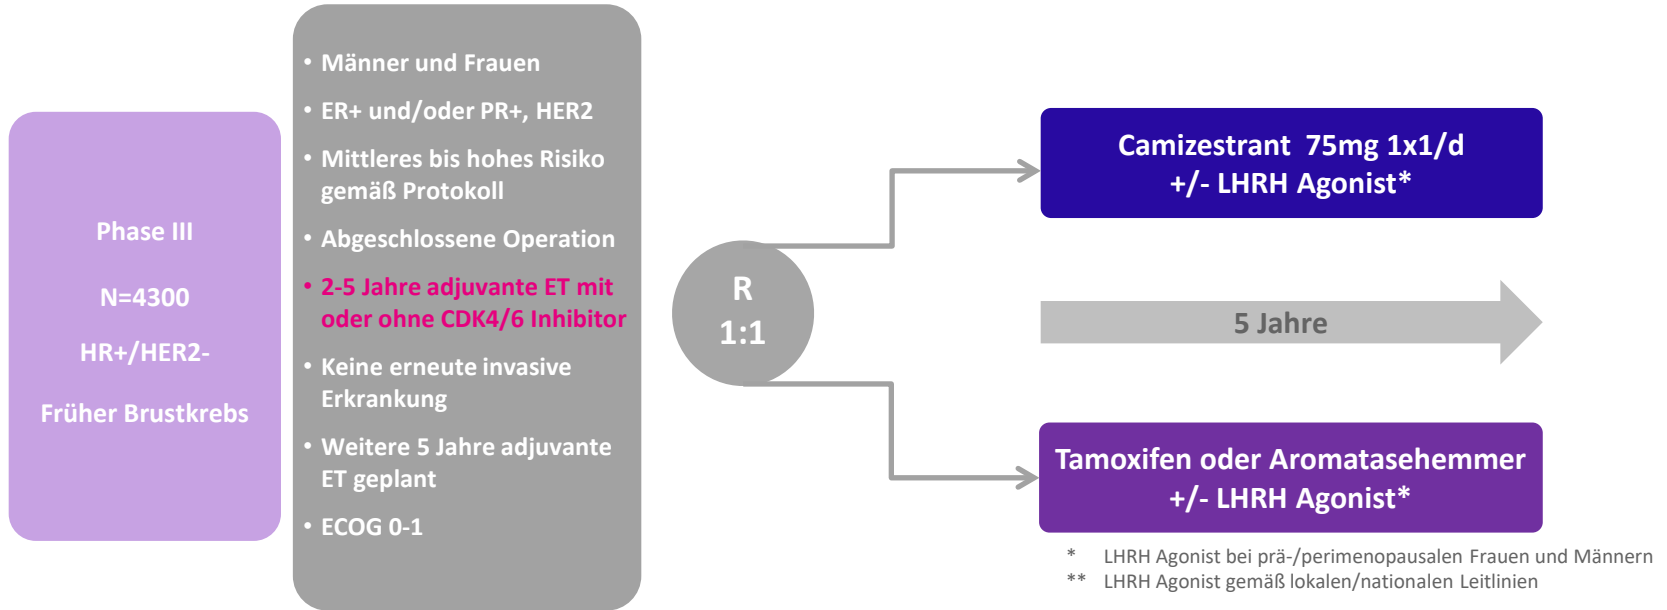 Phase III
N=4300
HR+/HER2-
Früher Brustkrebs
• Männer und Frauen
• ER+ und/oder PR+, HER2
• Mittleres bis hohes Risiko
gemäß Protokoll
• Abgeschlossene Operation
• 2-5 Jahre adjuvante ET mit
oder ohne CDK4/6 Inhibitor
• Keine erneute invasive
Erkrankung
• Weitere 5 Jahre adjuvante
ET geplant
• ECOG 0-1
R
1:1
Camizestrant 75mg 1x1/d
+/- LHRH Agonist*
5 Jahre
Tamoxifen oder Aromatasehemmer
+/- LHRH Agonist*
* LHRH Agonist bei prä-/perimenopausalen Frauen und Männern
** LHRH Agonist gemäß lokalen/nationalen Leitlinien